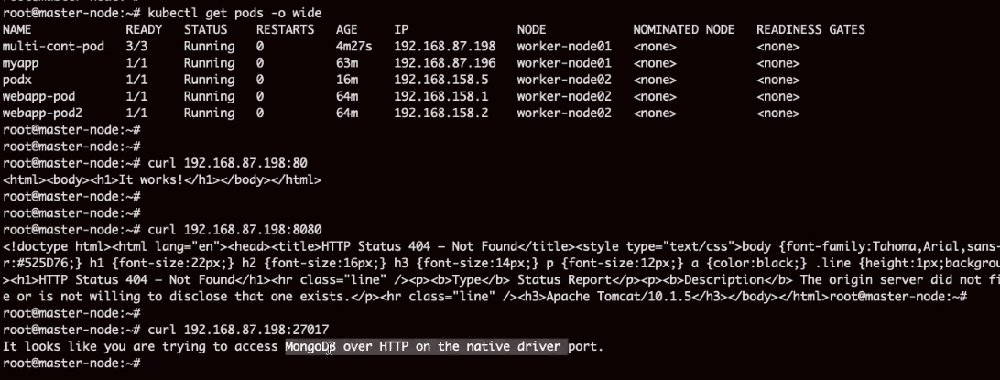 root@master-node:~# kubectl get pods -o wide
NAME READY STATUS RESTARTS AGE IP NODE NOMINATED NODE READINESS GATES
multi-cont-pod 3/3 Running 0 4m27s 192.168.87.198 worker-node01 <none> <none>
myapp 1/1 Running 0 63m 192.168.87.196 worker-node01 <none> <none>
podx 1/1 Running 0 16m 192.168.158.5 worker-node02 <none> <none>
webapp-pod 1/1 Running 0 64m 192.168.158.1 worker-node02 <none> <none>
webapp-pod2 1/1 Running 0 64m 192.168.158.2 worker-node02 <none> <none>
root@master-node:~#
root@master-node:~#
root@master-node:~# curl 192.168.87.198:80
<html><body><h1>It works!</h1></body></html>
root@master-node:~#
root@master-node:~#
root@master-node:~# curl 192.168.87.198:8080
<!doctype html><html lang="en"><head><title>HTTP Status 404 – Not Found</title><style type="text/css">body {font-family:Tahoma,Arial,sans-
r:#525D76;} h1 {font-size:22px;} h2 {font-size:16px;} h3 {font-size:14px;} p {font-size:12px;} a {color:black;} .line {height:1px;backgrou
><h1>HTTP Status 404 – Not Found</h1><hr class="line" /><p><b>Type</b> Status Report</p><p><b>Description</b> The origin server did not fi
e or is not willing to disclose that one exists.</p><hr class="line" /><h3>Apache Tomcat/10.1.5</h3></body></html>root@master-node:~#
root@master-node:~#
root@master-node:~# curl 192.168.87.198:27017
It looks like you are trying to access MongoDB over HTTP on the native driver port.
root@master-node:~#